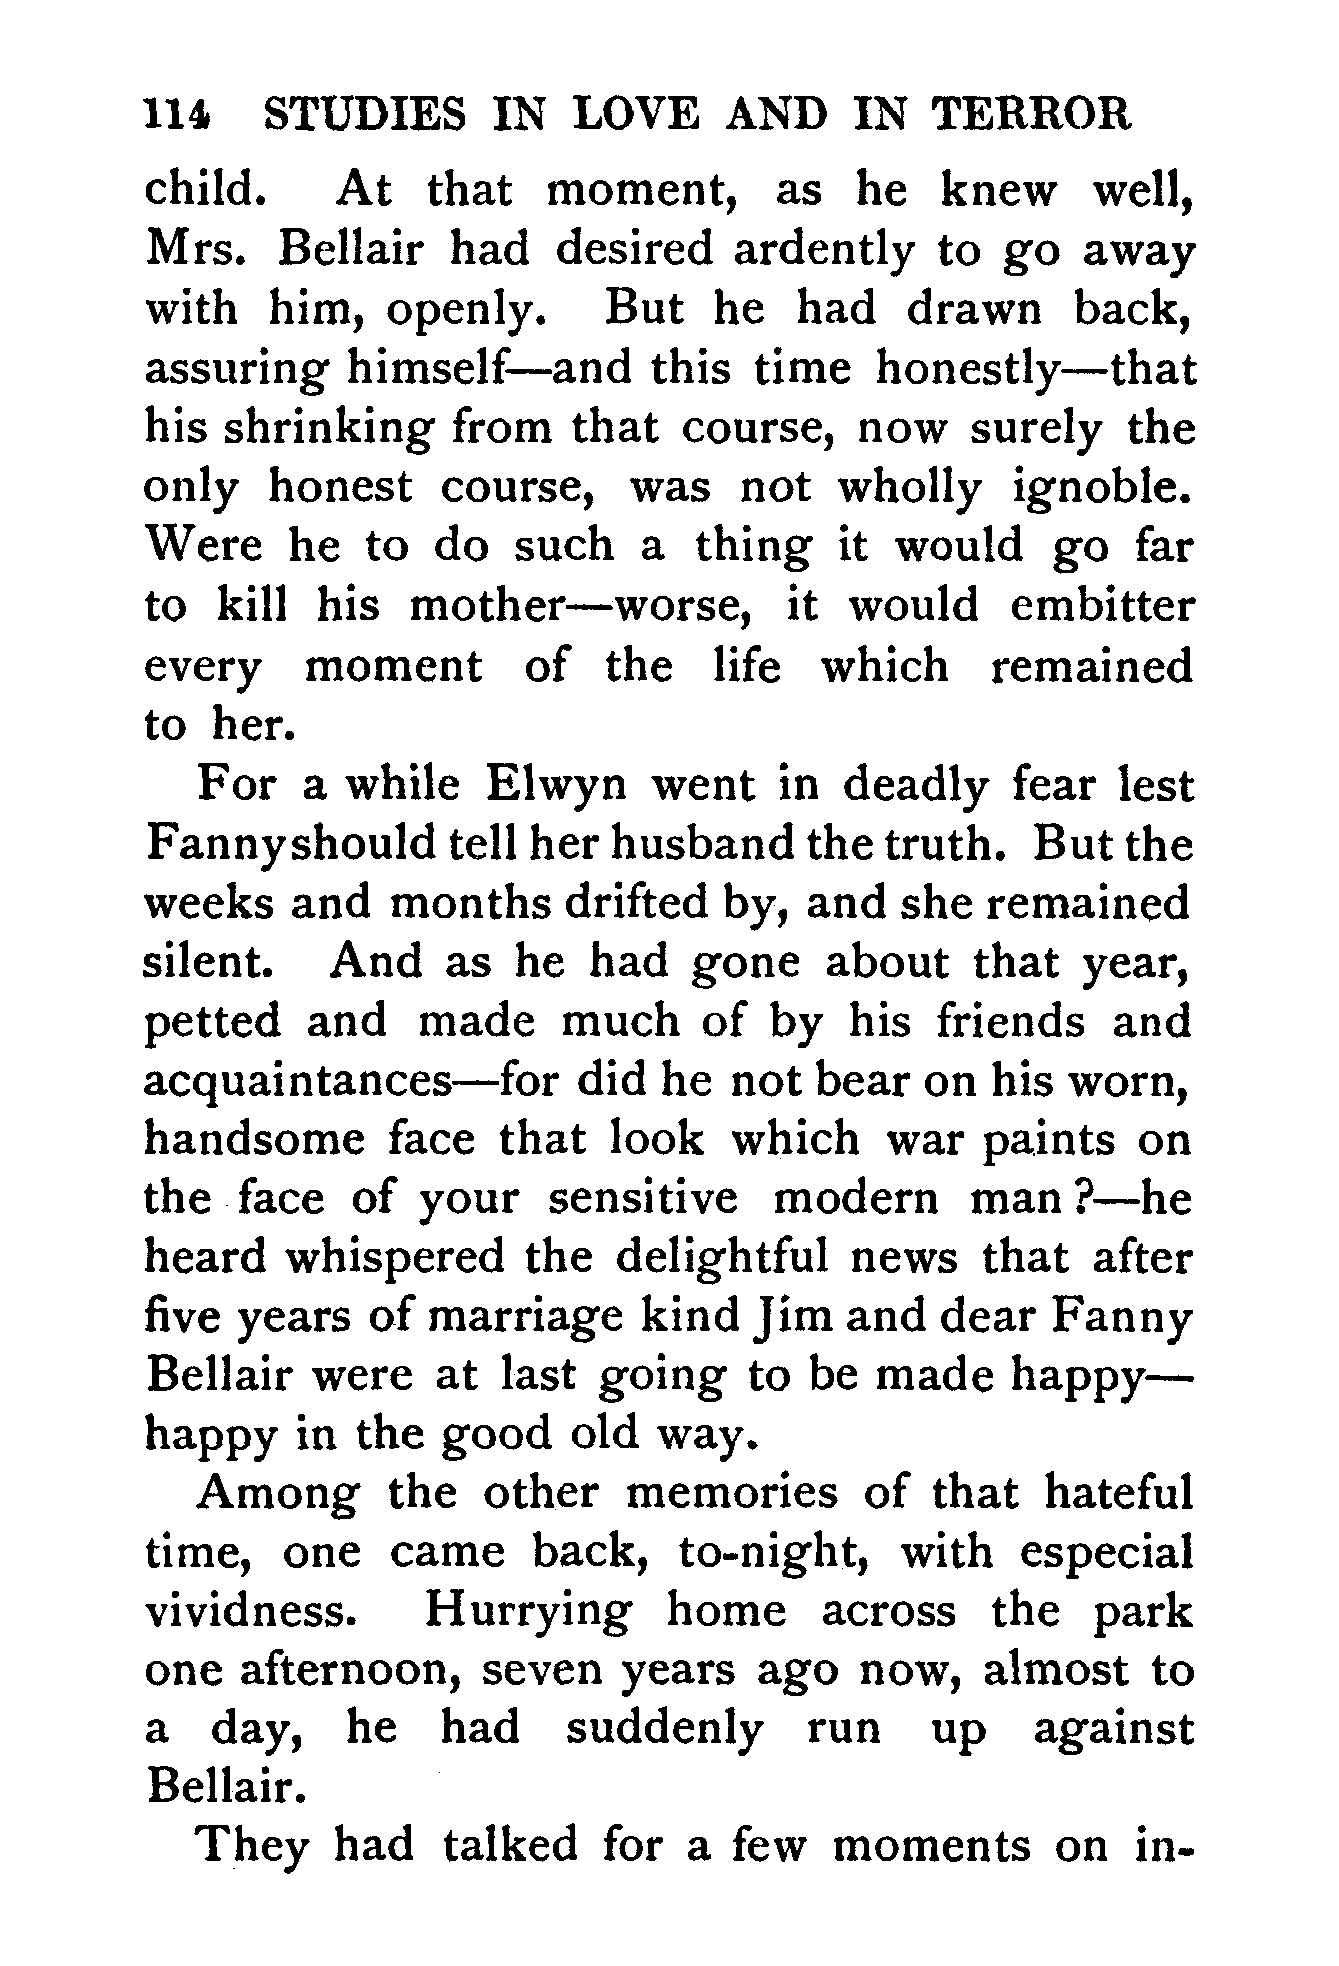 114 STUDIES IN LOVE AND IN TERROR
child. At that moment, as he knew well,
Mrs. Bellair had desired ardently to go away
with him, openly. But he had drawn back,
assuring himself—and this time honestly—that
his shrinking from that course, now surely the
only honest course, was not wholly ignoble.
Were he to do such a thing it would go far
to kill his mother—worse, it would embitter
every moment of the life which remained
to her.
For a while Elwyn went in deadly fear lest
Fanny should tell her husband the truth. But the
weeks and months drifted by, and she remained
silent. And as he had gone about that year,
petted and made much of by his friends and
acquaintances—for did he not bear on his worn,
handsome face that look which war paints on
the face of your sensitive modern man?—he
heard whispered the delightful news that after
five years of marriage kind Jim and dear Fanny
Bellair were at last going to be made happy—
happy in the good old way.
Among the other memories of that hateful
time, one came back, to-night, with especial
vividness. Hurrying home across the park
one afternoon, seven years ago now, almost to
a day, he had suddenly run up against
Bellair.
They had talked for a few moments on in-